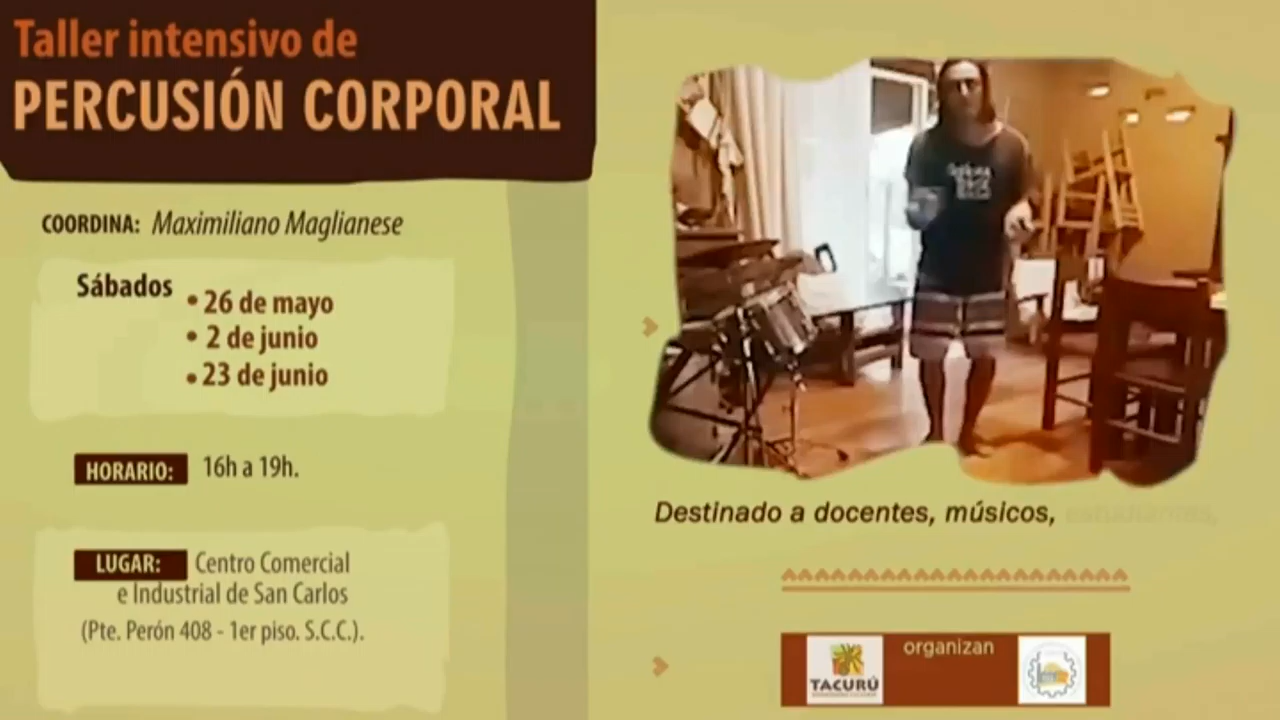 Taller intensivo de
PERCUSIÓN CORPORAL
COORDINA: Maximiliano Maglianese
Sábados
• 26 de mayo
• 2 de junio
• 23 de junio
HORARIO: 16h a 19h.
LUGAR: Centro Comercial
e Industrial de San Carlos
(Pte. Perón 408 - 1er piso. S.C.C.).
Destinado a docentes, músicos,
organizan
TACURÚ